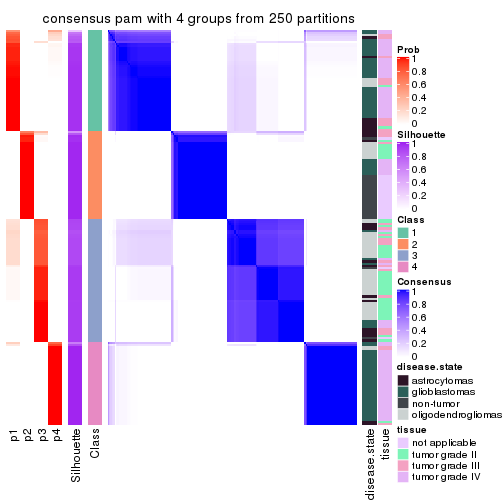 consensus pam with 4 groups from 250 partitions
Prob
1
0.8
0.6
0.4
0.2
0
Silhouette
1
0.8
0.6
0.4
0.2
0
Class
1
2
3
4
Consensus
1
0.8
0.6
0.4
0.2
0
disease.state
astrocytomas
glioblastomas
non-tumor
oligodendrogliomas
tissue
not applicable
tumor grade II
tumor grade III
tumor grade IV
p1
p2
p3
p4
Silhouette
Class
disease.state
tissue